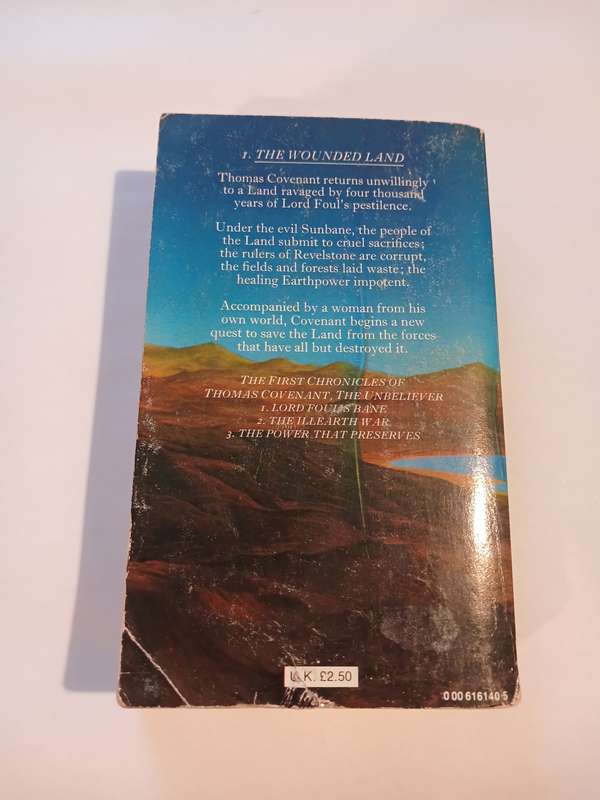 1. THE WOUNDED LAND
Thomas Covenant returns unwillingly
to a Land ravaged by four thousand
years of Lord Foul's pestilence.
Under the evil Sunbane, the people of
the Land submit to cruel sacrifices;
the rulers of Revelstone are corrupt,
the fields and forests laid waste; the
healing Earthpower impotent.
Accompanied by a woman from his
own world, Covenant begins a new
quest to save the Land from the forces
that have all but destroyed it.
THE FIRST CHRONICLES OF
THOMAS COVENANT, THE UNBELIEVER
1. LORD FOUL'S BANE
2. THE ILLEARTH WAR
3. THE POWER THAT PRESERVES
U.K. £2.50
0 00 616140 5